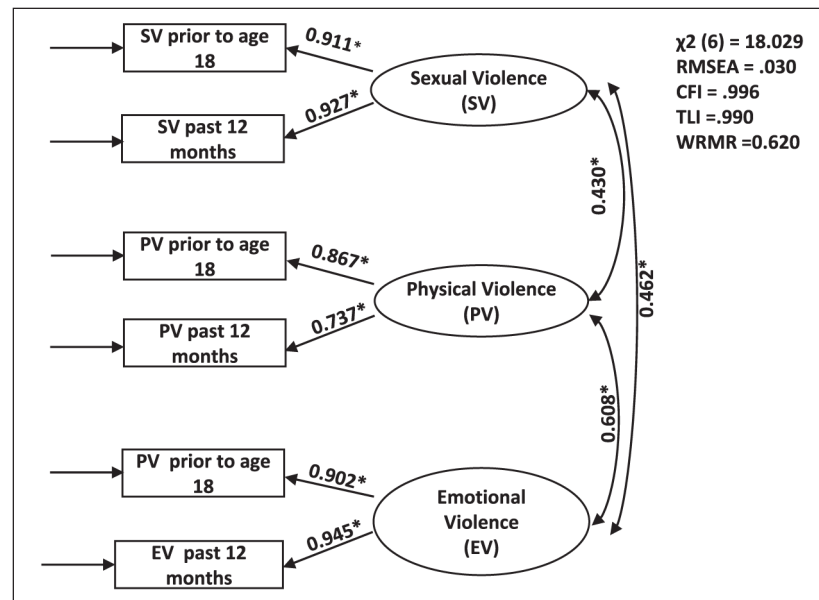 SV prior to age
18
0.911*
Sexual Violence
(SV)
χ2 (6) = 18.029
RMSEA = .030
CFI = .996
TLI = .990
WRMR =0.620
SV past 12
months
0.927*
0.430*
0.462*
PV prior to age
18
0.867*
Physical Violence
(PV)
PV past 12
months
0.737*
0.608*
PV prior to age
18
0.902*
Emotional
Violence
(EV)
EV past 12
months
0.945*